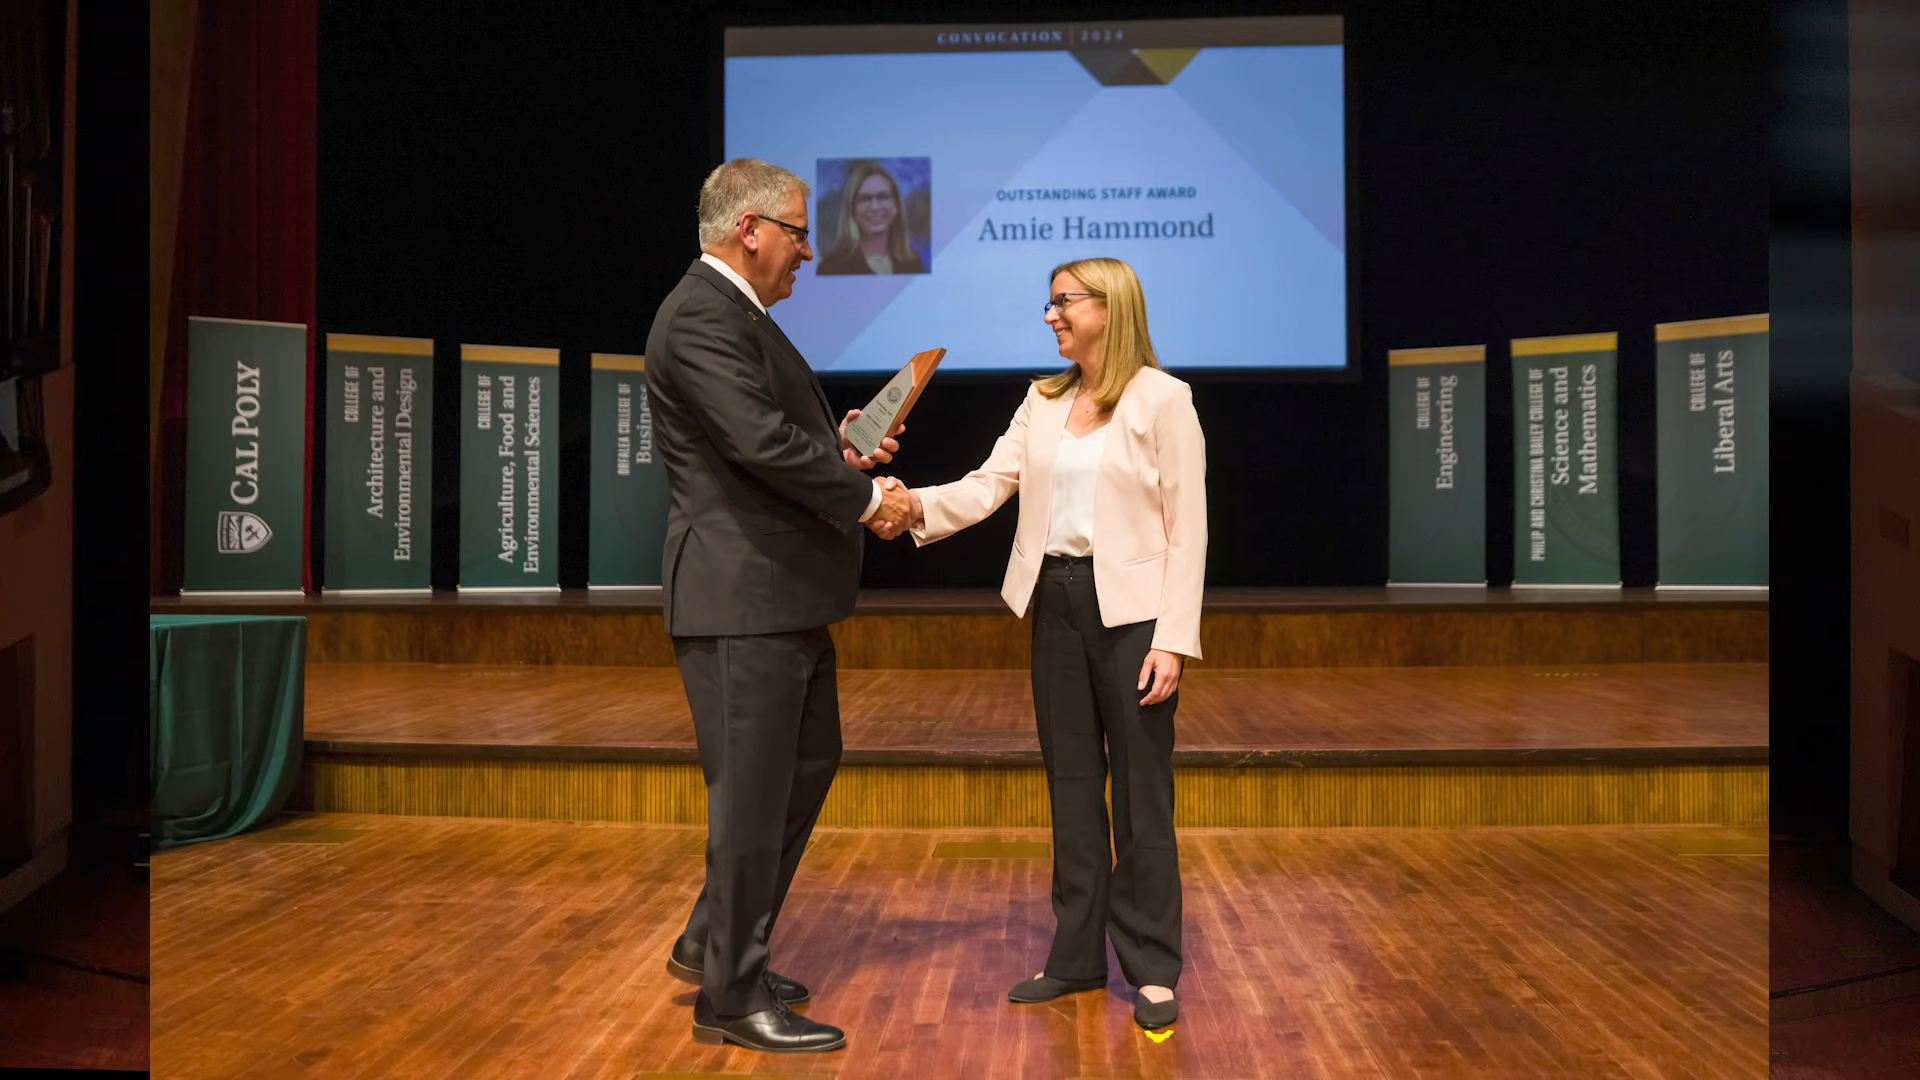 CONVOCATION | 2024
OUTSTANDING STAFF AWARD
Amie Hammond
CAL POLY
COLLEGE OF
Architecture and
Environmental Design
COLLEGE OF
Agriculture, Food and
Environmental Sciences
ORFALEA COLLEGE OF
Business
COLLEGE OF
Engineering
PHILIP AND CHRISTINA BAILEY COLLEGE OF
Science and
Mathematics
COLLEGE OF
Liberal Arts